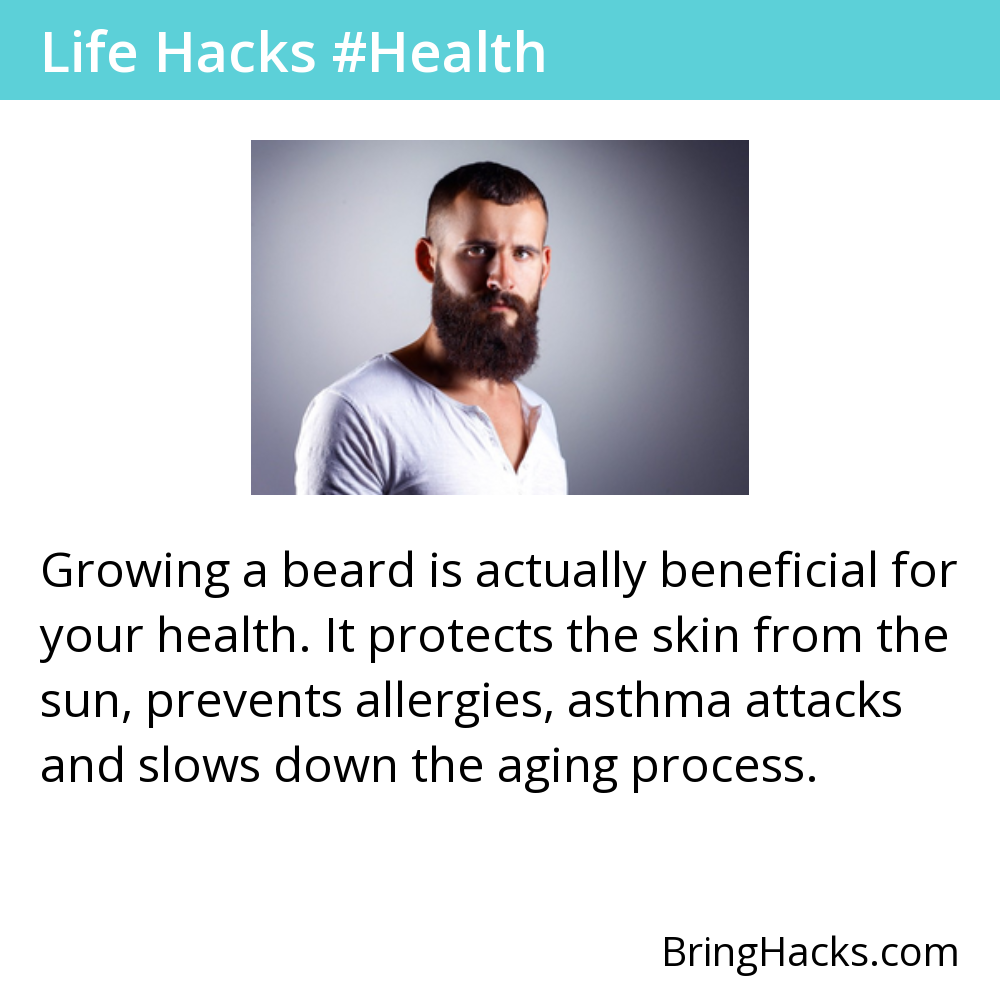 Life Hacks #Health
Growing a beard is actually beneficial for
your health. It protects the skin from the
sun, prevents allergies, asthma attacks
and slows down the aging process.
BringHacks.com